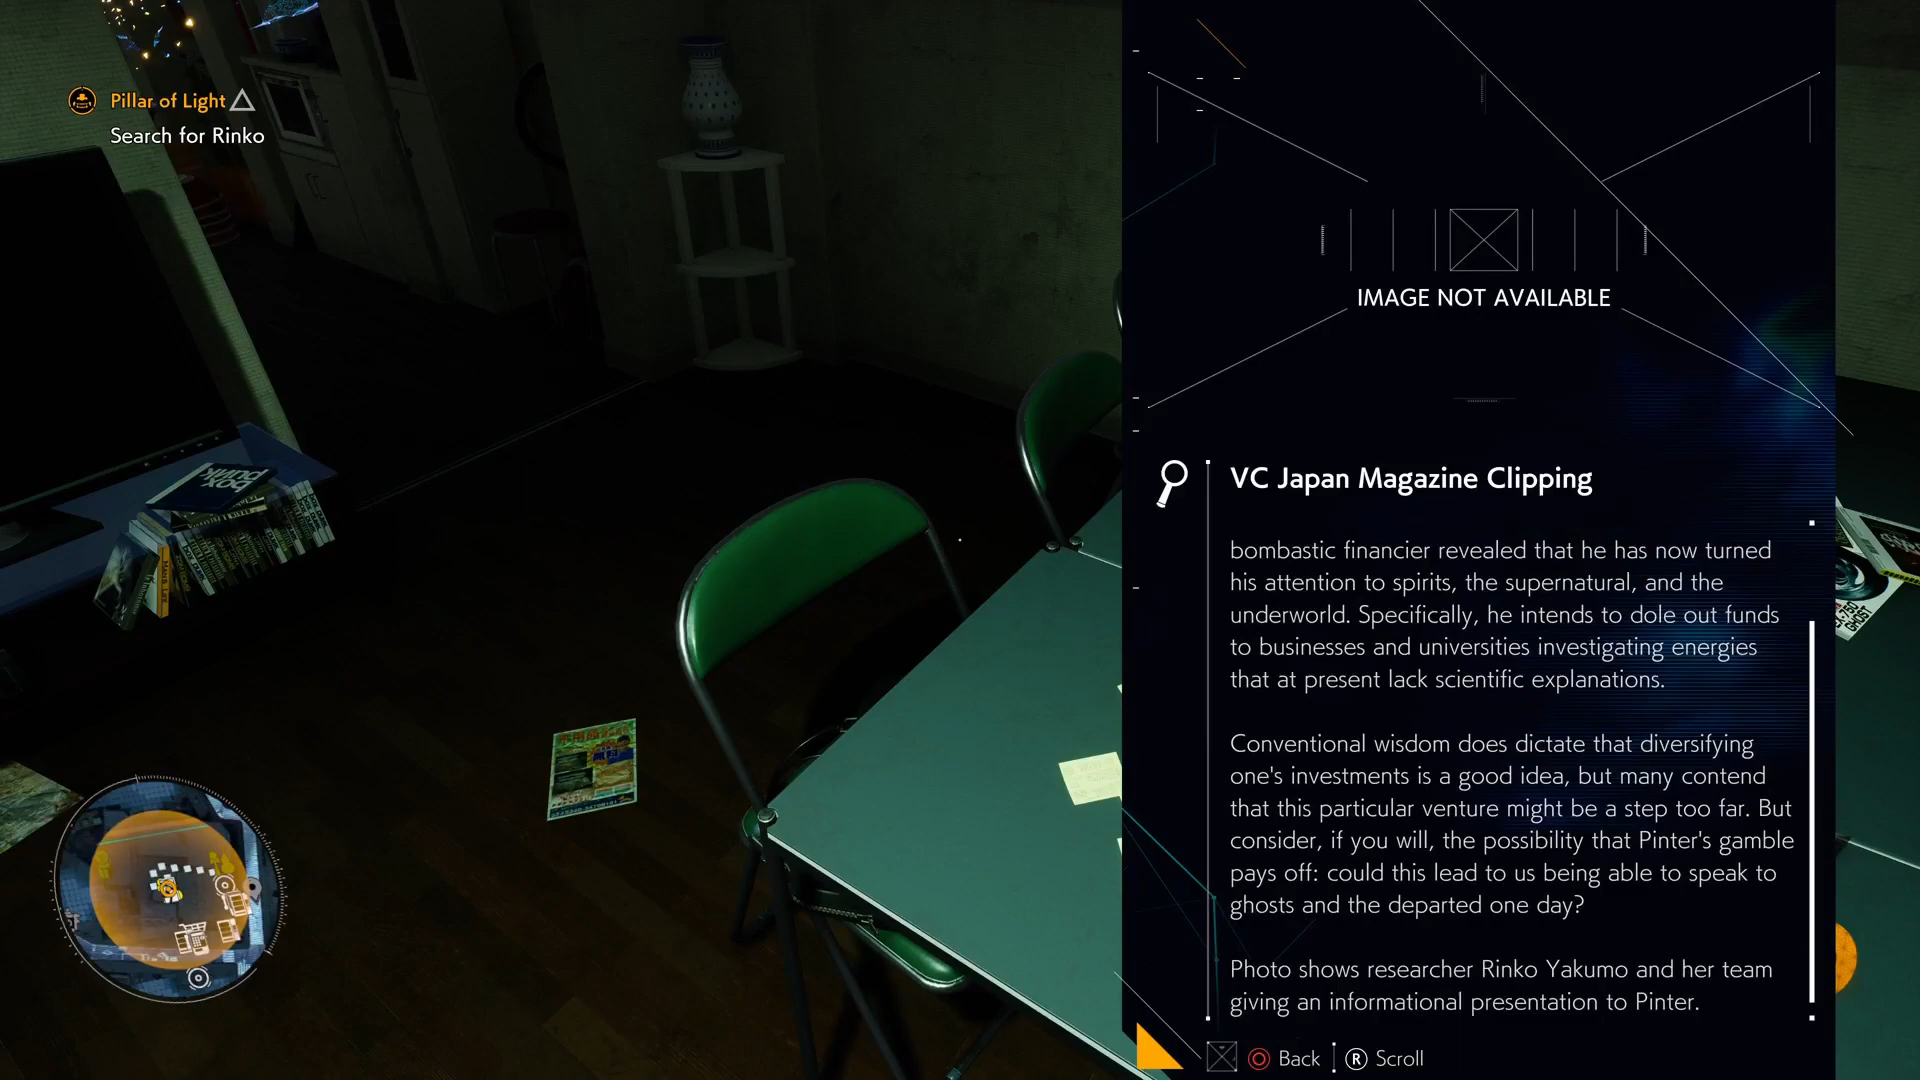 Pillar of Light
Search for Rinko
IMAGE NOT AVAILABLE
VC Japan Magazine Clipping
bombastic financier revealed that he has now turned
his attention to spirits, the supernatural, and the
underworld. Specifically, he intends to dole out funds
to businesses and universities investigating energies
that at present lack scientific explanations.
Conventional wisdom does dictate that diversifying
one's investments is a good idea, but many contend
that this particular venture might be a step too far. But
consider, if you will, the possibility that Pinter's gamble
pays off: could this lead to us being able to speak to
ghosts and the departed one day?
Photo shows researcher Rinko Yakumo and her team
giving an informational presentation to Pinter.
Back
R Scroll
box
punk